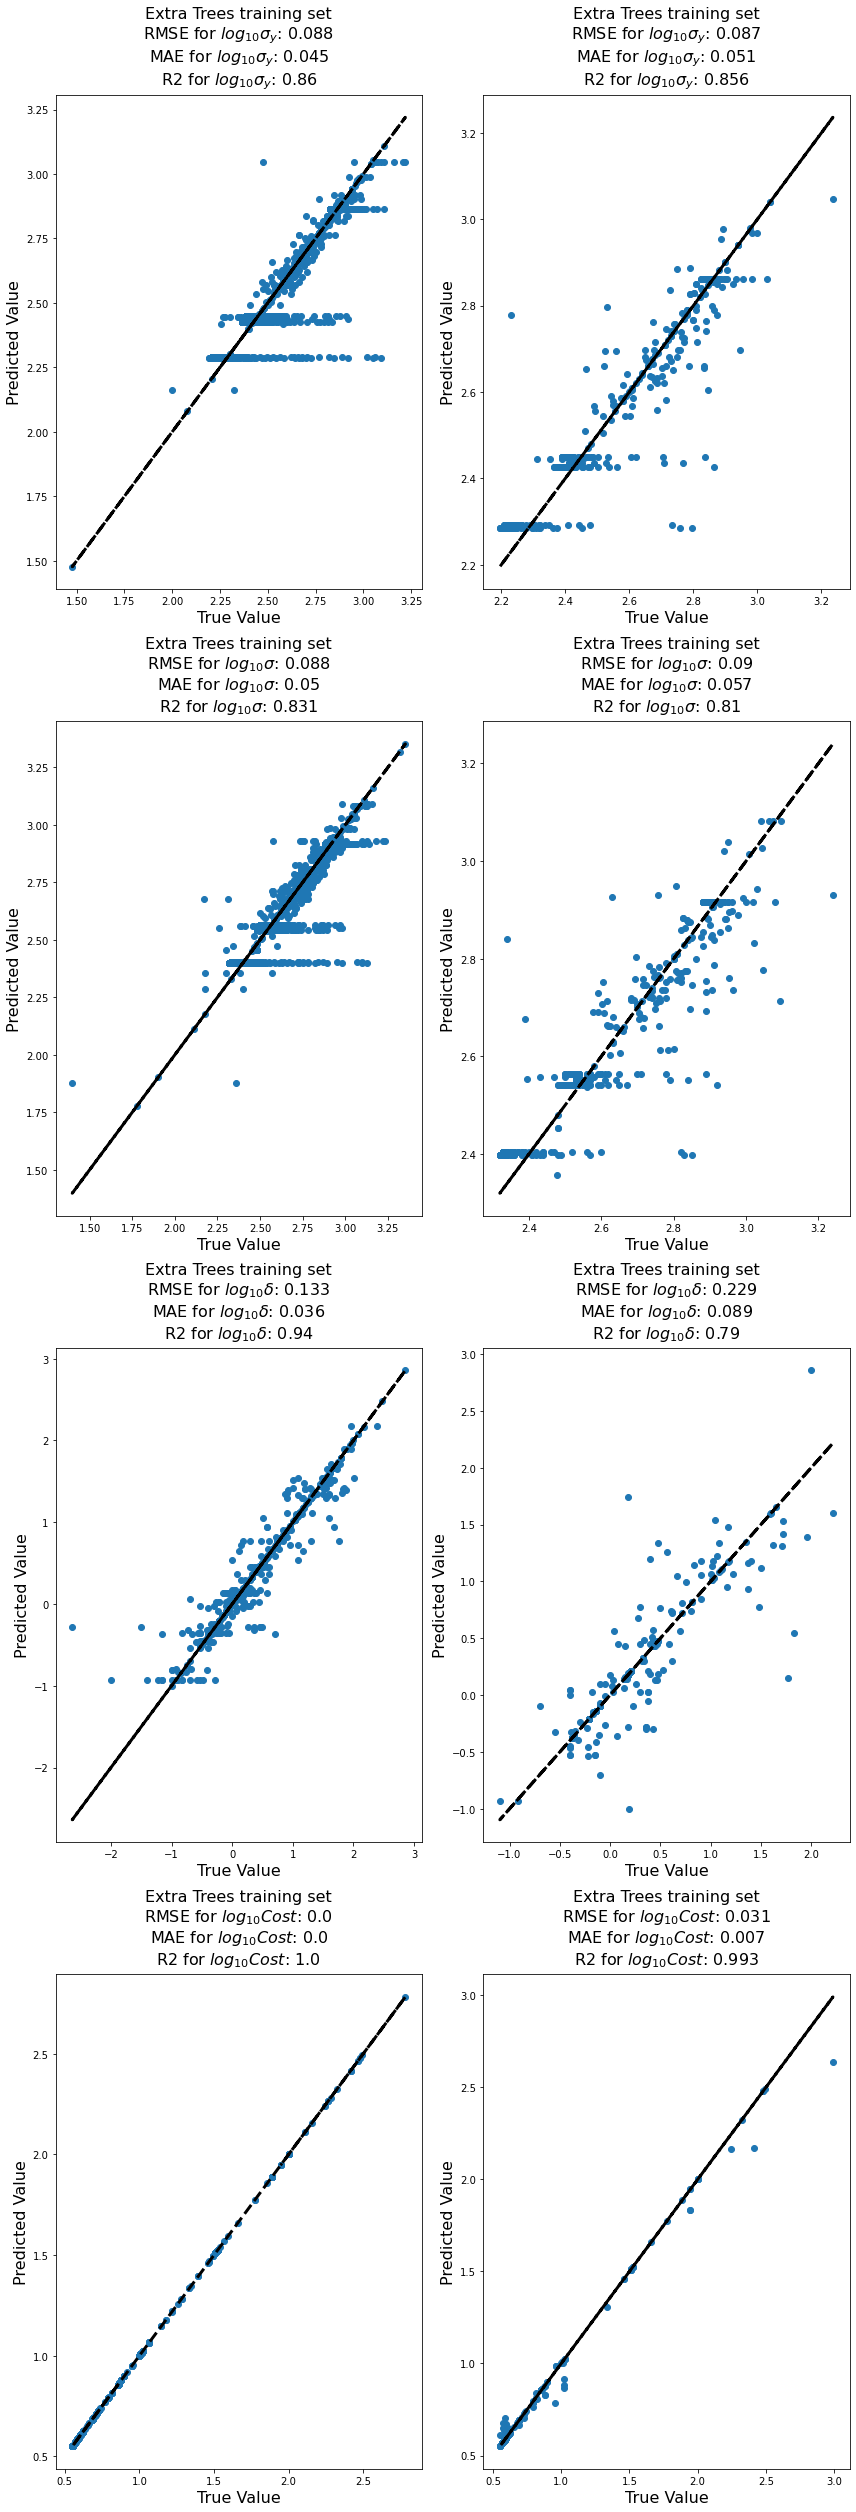 Extra Trees training set
RMSE for log₁₀σᵧ: 0.088
MAE for log₁₀σᵧ: 0.045
R2 for log₁₀σᵧ: 0.86
3.25
3.00
2.75
2.50
2.25
2.00
1.75
1.50
Predicted Value
1.50 1.75 2.00 2.25 2.50 2.75 3.00 3.25
True Value
Extra Trees training set
RMSE for log₁₀σᵧ: 0.087
MAE for log₁₀σᵧ: 0.051
R2 for log₁₀σᵧ: 0.856
3.2
3.0
2.8
2.6
2.4
2.2
Predicted Value
2.2 2.4 2.6 2.8 3.0 3.2
True Value
Extra Trees training set
RMSE for log₁₀σ: 0.088
MAE for log₁₀σ: 0.05
R2 for log₁₀σ: 0.831
3.25
3.00
2.75
2.50
2.25
2.00
1.75
1.50
Predicted Value
1.50 1.75 2.00 2.25 2.50 2.75 3.00 3.25
True Value
Extra Trees training set
RMSE for log₁₀σ: 0.09
MAE for log₁₀σ: 0.057
R2 for log₁₀σ: 0.81
3.2
3.0
2.8
2.6
2.4
Predicted Value
2.4 2.6 2.8 3.0 3.2
True Value
Extra Trees training set
RMSE for log₁₀δ: 0.133
MAE for log₁₀δ: 0.036
R2 for log₁₀δ: 0.94
3
2
1
0
−1
−2
Predicted Value
−2 −1 0 1 2 3
True Value
Extra Trees training set
RMSE for log₁₀δ: 0.229
MAE for log₁₀δ: 0.089
R2 for log₁₀δ: 0.79
3.0
2.5
2.0
1.5
1.0
0.5
0.0
−0.5
−1.0
Predicted Value
−1.0 −0.5 0.0 0.5 1.0 1.5 2.0
True Value
Extra Trees training set
RMSE for log₁₀Cost: 0.0
MAE for log₁₀Cost: 0.0
R2 for log₁₀Cost: 1.0
2.5
2.0
1.5
1.0
0.5
Predicted Value
0.5 1.0 1.5 2.0 2.5
True Value
Extra Trees training set
RMSE for log₁₀Cost: 0.031
MAE for log₁₀Cost: 0.007
R2 for log₁₀Cost: 0.993
3.0
2.5
2.0
1.5
1.0
0.5
Predicted Value
0.5 1.0 1.5 2.0 2.5 3.0
True Value